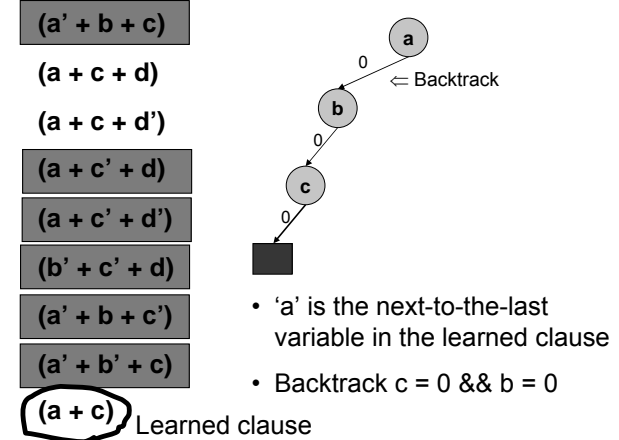 (a’ + b + c)
(a + c + d)
(a + c + d’)
(a + c’ + d)
(a + c’ + d’)
(b’ + c’ + d)
(a’ + b + c’)
(a’ + b’ + c)
(a + c)
Learned clause
a
0
⇐ Backtrack
b
0
c
0
• ‘a’ is the next-to-the-last
variable in the learned clause
• Backtrack c = 0 && b = 0